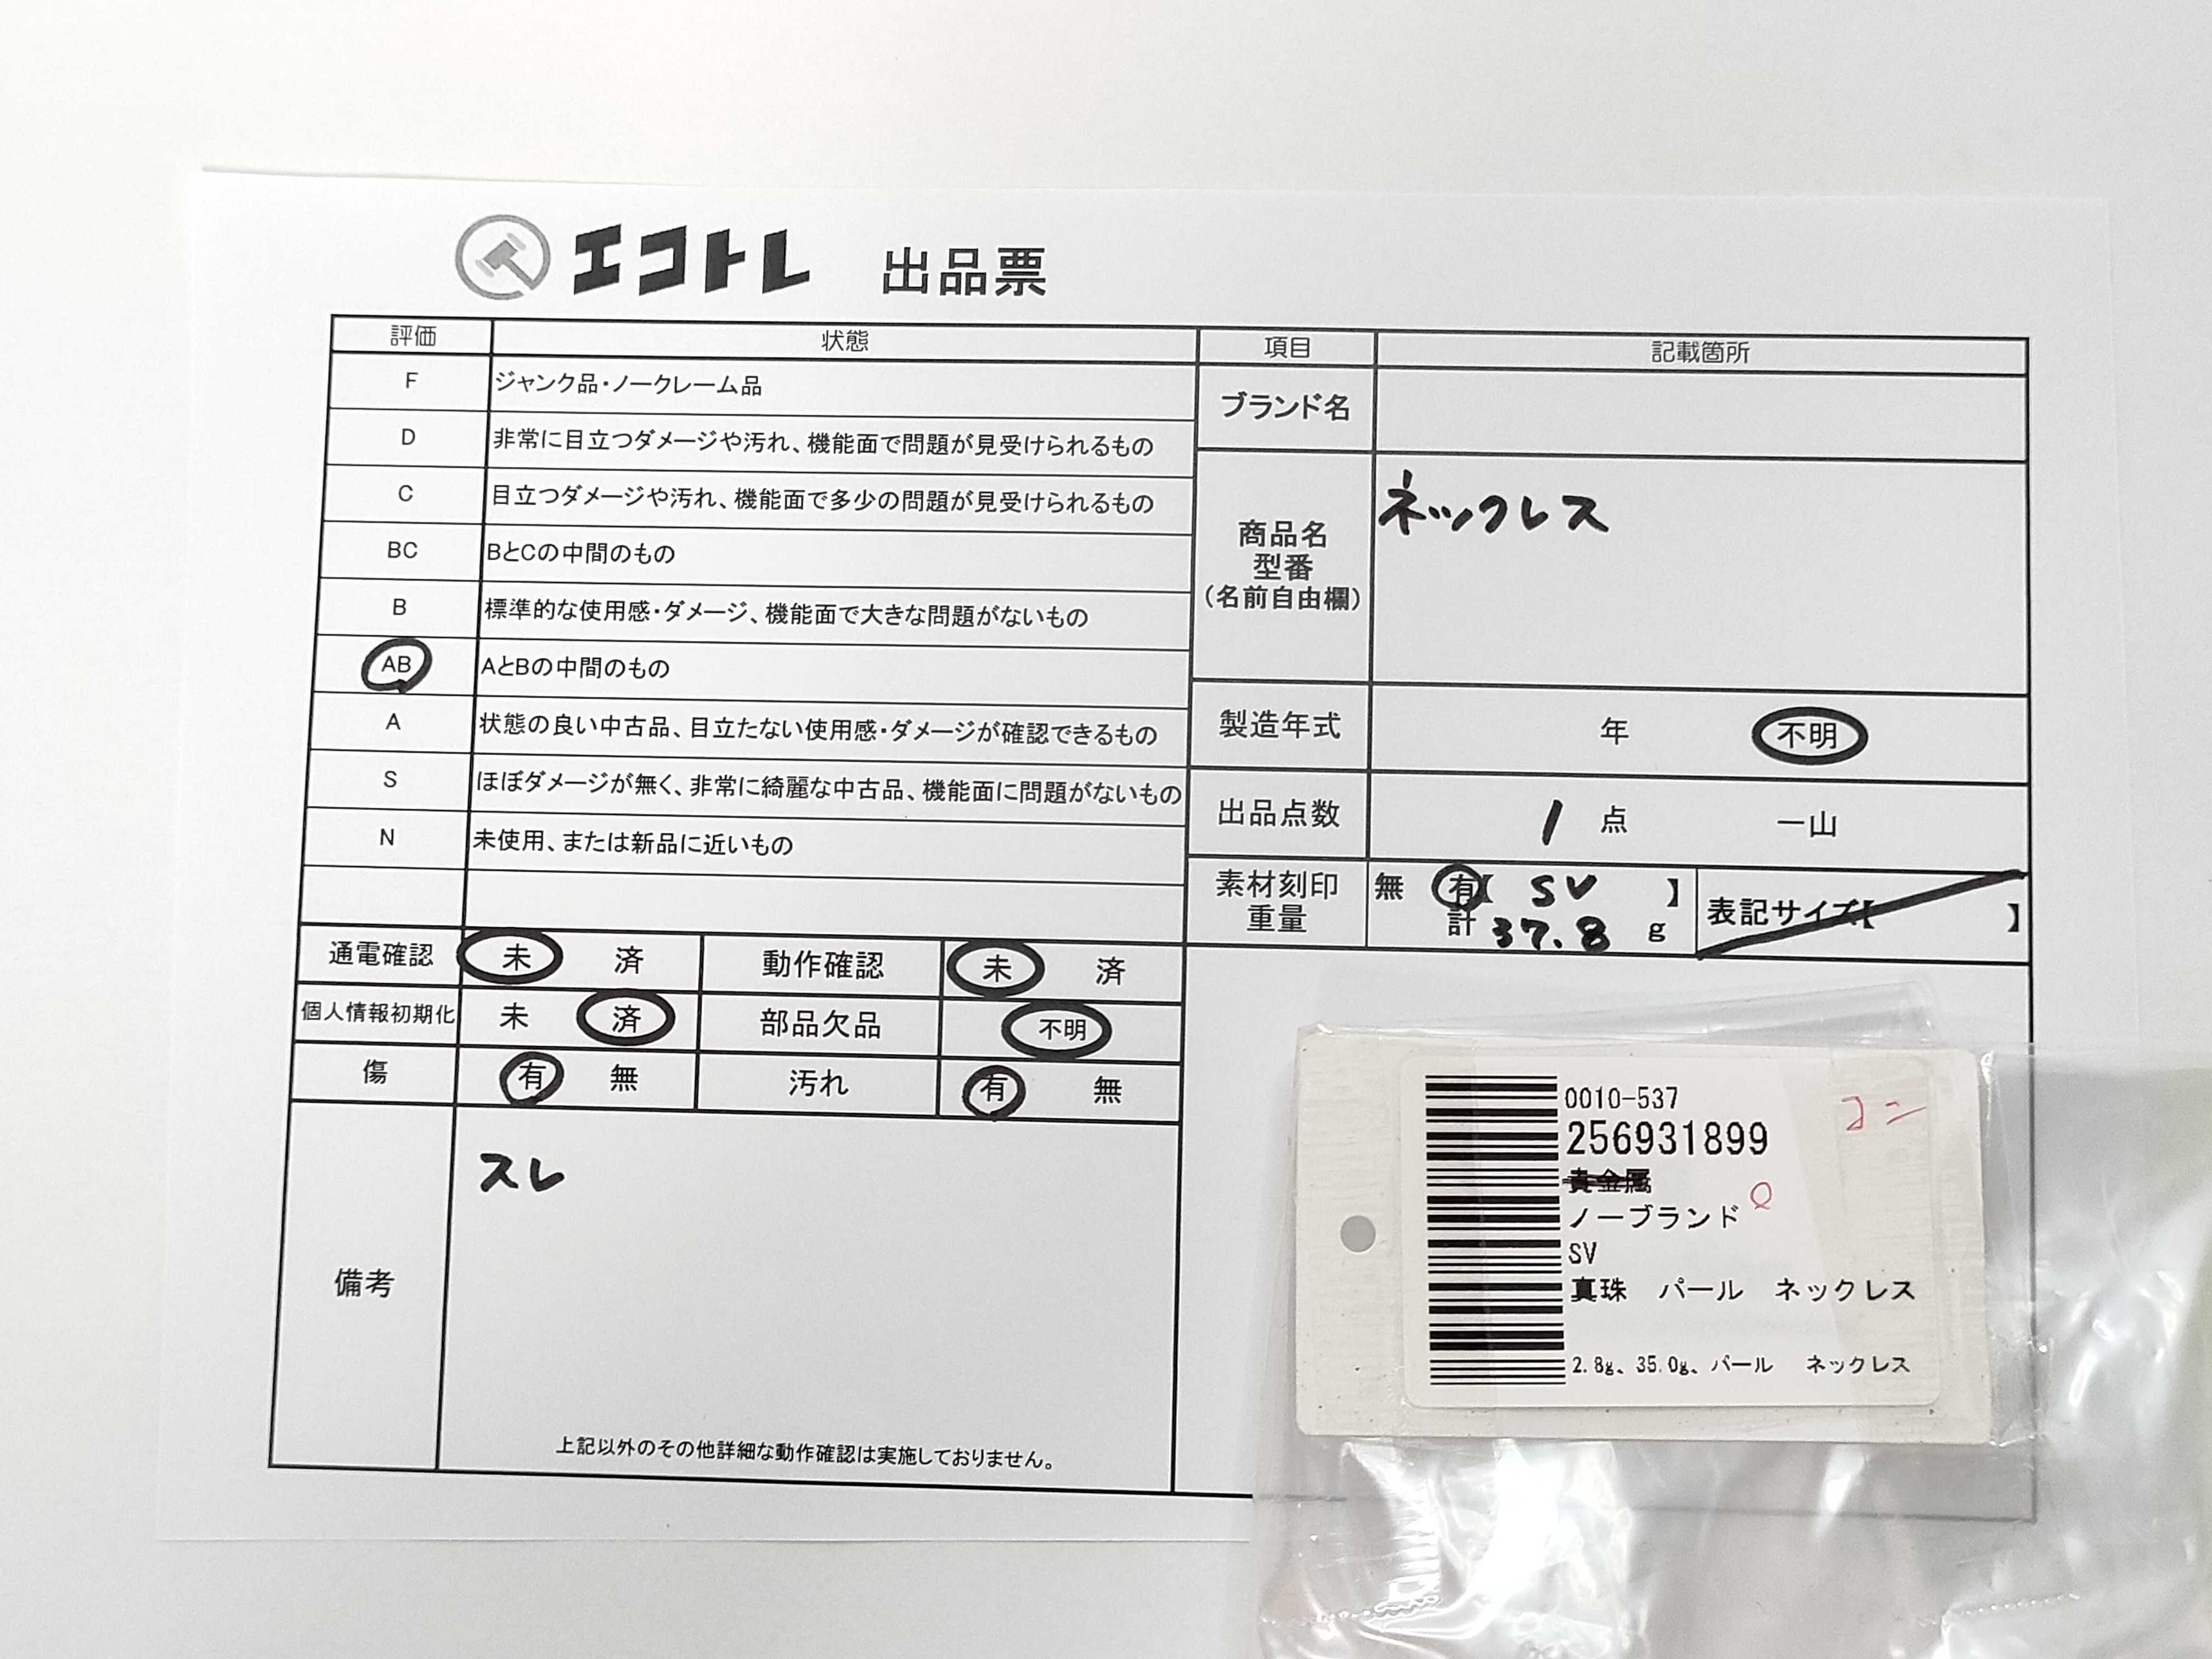 エコトレ 出品票
評価 状態 項目 記載箇所
F ジャンク品・ノークレーム品
D 非常に目立つダメージや汚れ、機能面で問題が見受けられるもの
C 目立つダメージや汚れ、機能面で多少の問題が見受けられるもの
BC BとCの中間のもの
B 標準的な使用感・ダメージ、機能面で大きな問題がないもの
AB AとBの中間のもの
A 状態の良い中古品、目立たない使用感・ダメージが確認できるもの
S ほぼダメージが無く、非常に綺麗な中古品、機能面に問題がないもの
N 未使用、または新品に近いもの
ブランド名
商品名
型番
(名前自由欄)
ネックレス
製造年式 年 不明
出品点数 1 点 一山
素材刻印
重量
無 有【 SV 】
計 37.8 g
表記サイズ【 】
通電確認 未 済 動作確認 未 済
個人情報初期化 未 済 部品欠品 不明
傷 有 無 汚れ 有 無
備考
スレ
上記以外のその他詳細な動作確認は実施しておりません。
0010-537
コニ
256931899
貴金属
ノーブランド
SV
真珠 パール ネックレス
2.8g、35.0g、パール ネックレス